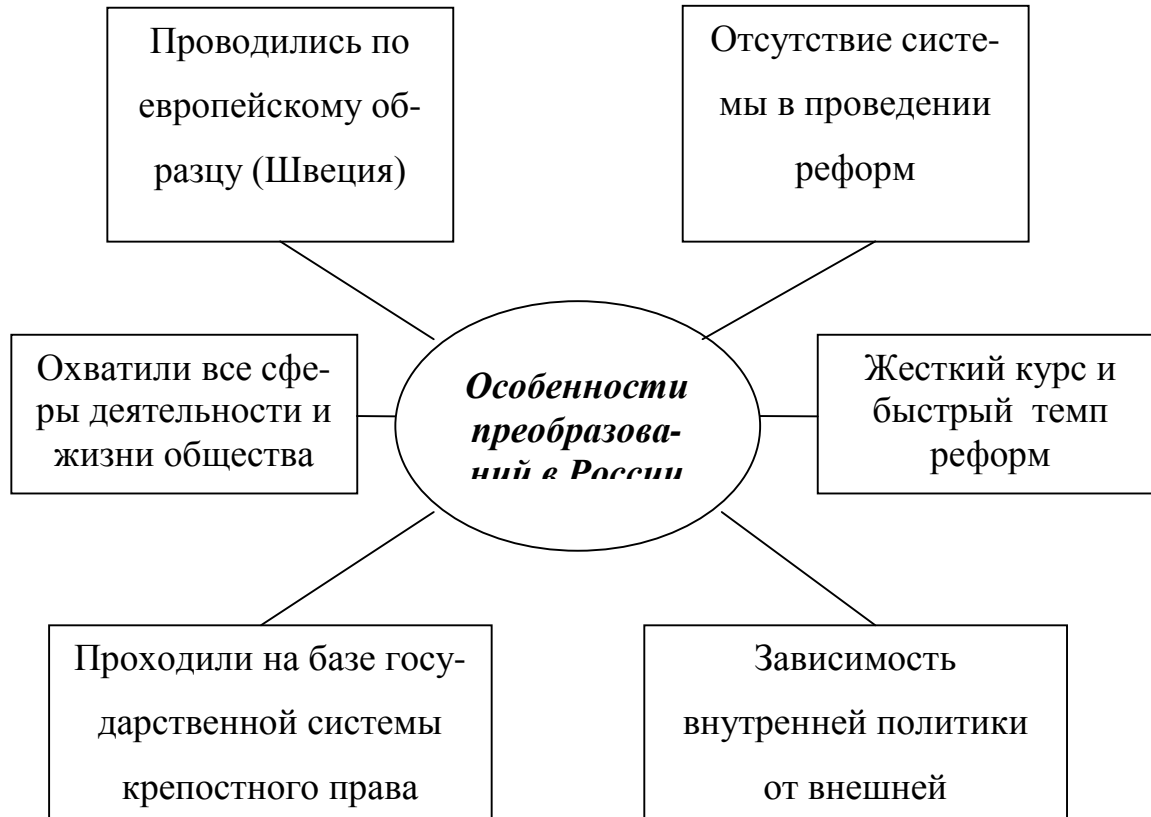 Проводились по
европейскому об-
разцу (Швеция)
Отсутствие систе-
мы в проведении
реформ
Охватили все сфе-
ры деятельности и
жизни общества
Особенности
преобразова-
ний в России
Жесткий курс и
быстрый темп
реформ
Проходили на базе госу-
дарственной системы
крепостного права
Зависимость
внутренней политики
от внешней